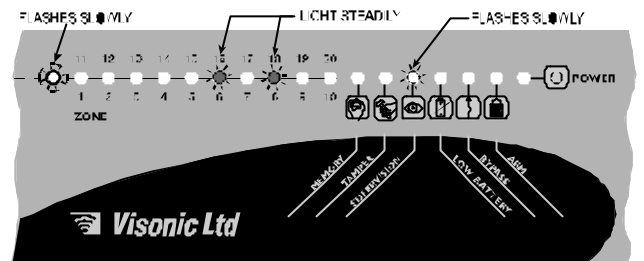 FLASHES SLOWLY
LIGHT STEADILY
FLASHES SLOWLY
11 12 13 14 15 16 17 18 19 20
POWER
1 2 3 4 5 6 7 8 9 10
ZONE
MEMORY
TAMPER
SUPERVISION
LOW BATTERY
BYPASS
ARM
Visonic Ltd